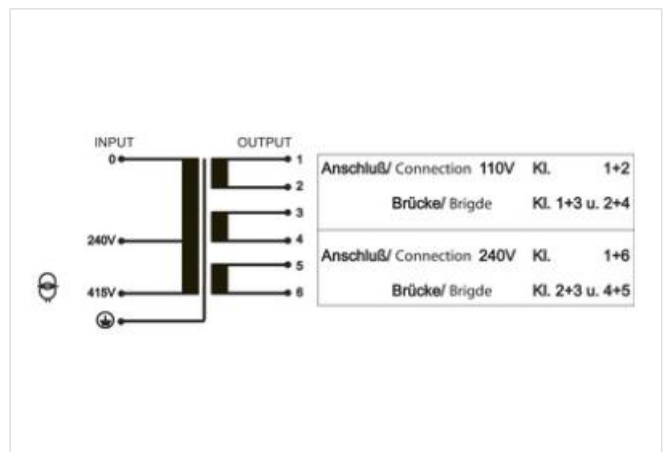 INPUT OUTPUT
0 1
2
3
240V 4
5
415V 6
Anschluß/ Connection 110V Kl. 1+2
Brücke/ Brigde Kl. 1+3 u. 2+4
Anschluß/ Connection 240V Kl. 1+6
Brücke/ Brigde Kl. 2+3 u. 4+5